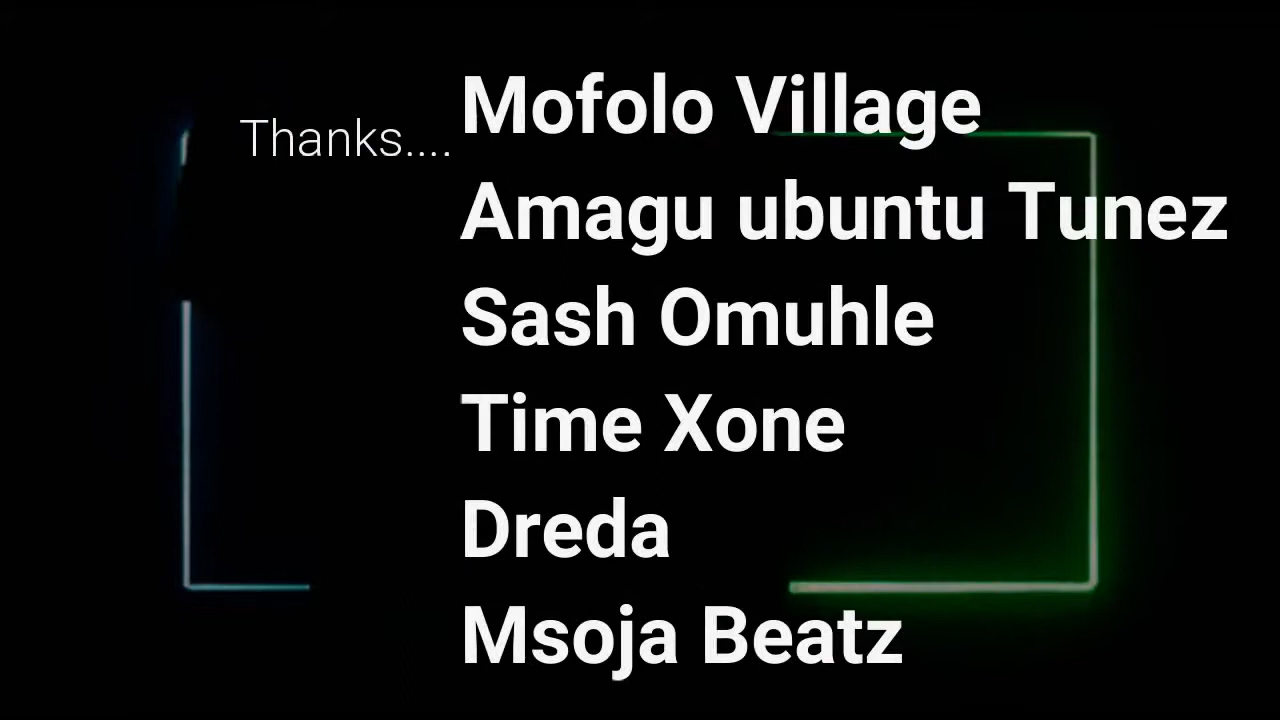 Thanks....
Mofolo Village
Amagu ubuntu Tunez
Sash Omuhle
Time Xone
Dreda
Msoja Beatz